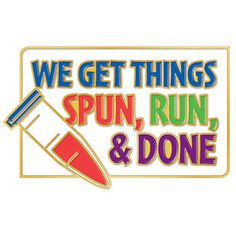 WE GET THINGS
SPUN, RUN,
& DONE